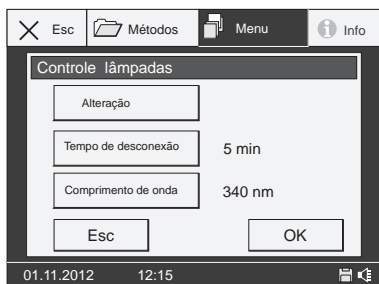 Esc Métodos Menu Info
Controle lâmpadas
Alteração
Tempo de desconexão 5 min
Comprimento de onda 340 nm
Esc OK
01.11.2012 12:15